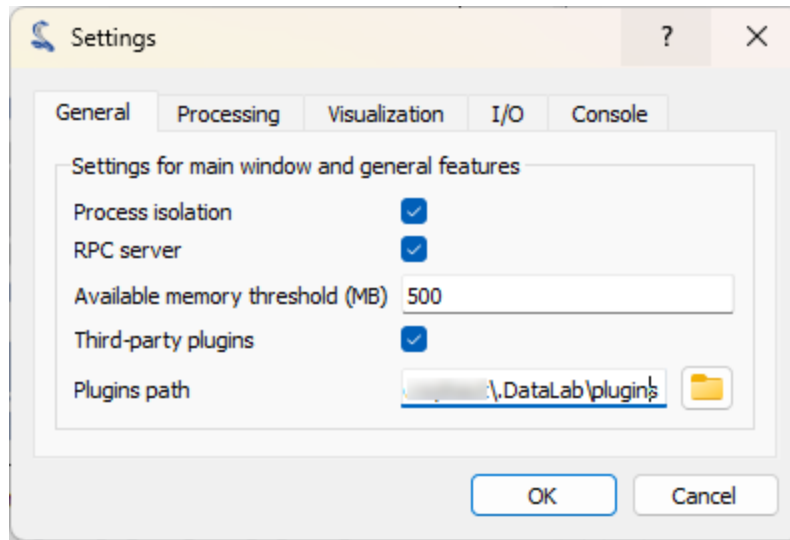 Settings
?
General Processing Visualization I/O Console
Settings for main window and general features
Process isolation
RPC server
Available memory threshold (MB) 500
Third-party plugins
Plugins path \.DataLab\plugins
OK Cancel